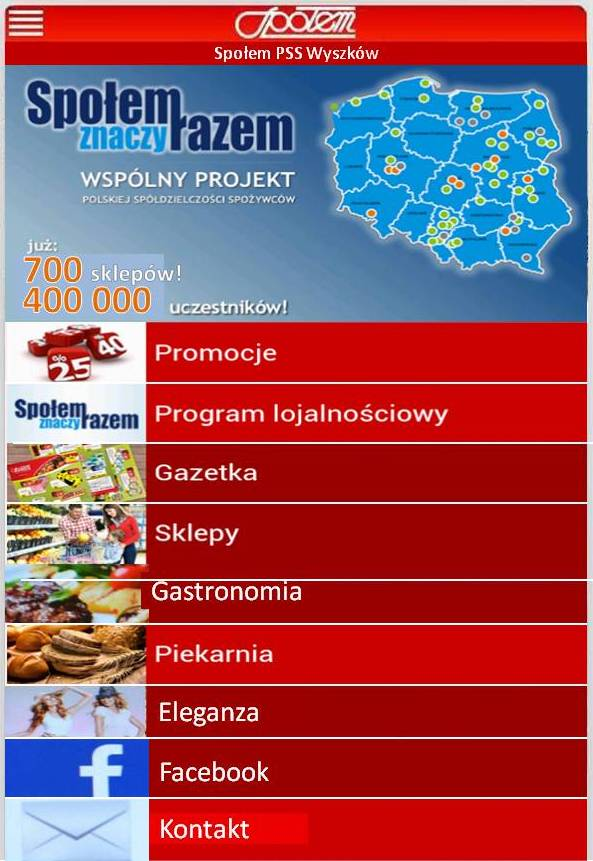 Społem
Społem PSS Wyszków
Społem
znaczy razem
WSPÓLNY PROJEKT
POLSKIEJ SPÓŁDZIELCZOŚCI SPOŻYWCÓW
już:
700 sklepów!
400 000 uczestników!
% 25 40
Promocje
Społem
znaczy razem
Program lojalnościowy
Gazetka
Sklepy
Gastronomia
Piekarnia
Eleganza
f
Facebook
Kontakt